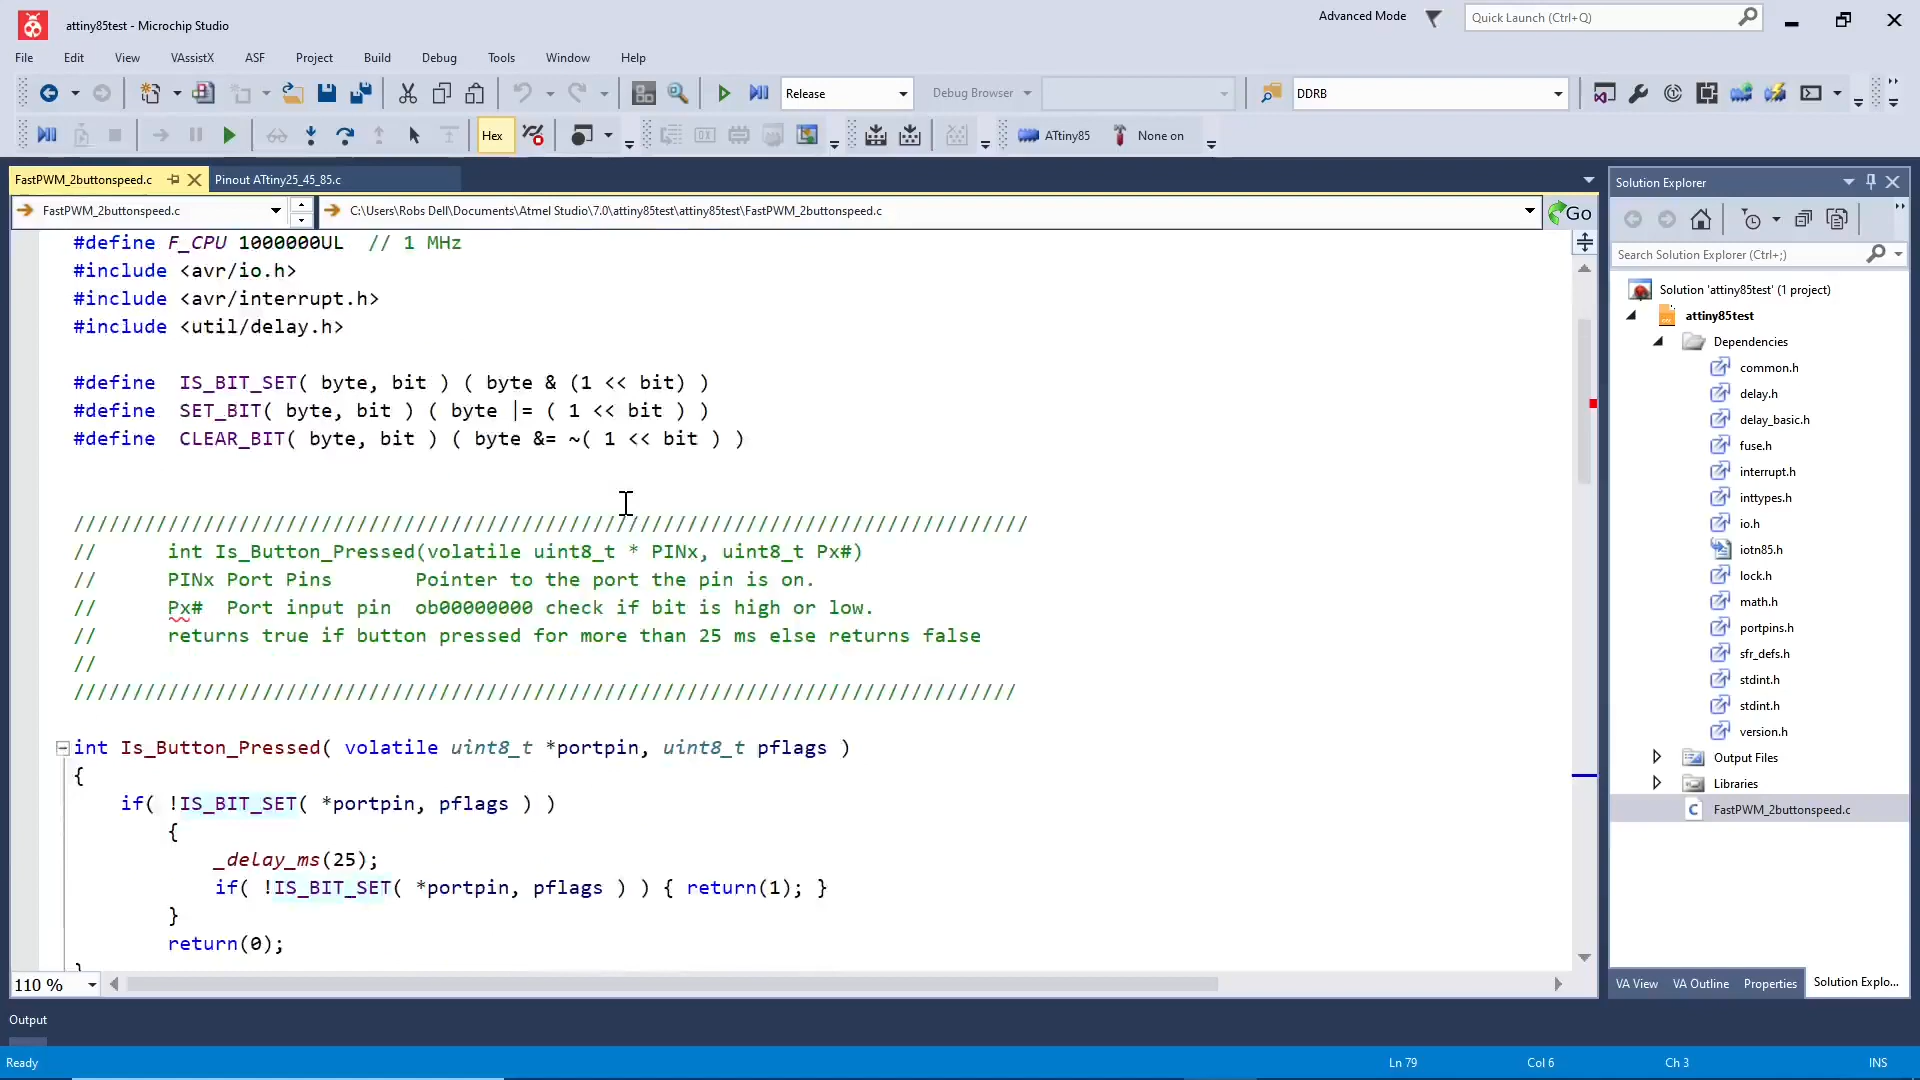 attiny85test - Microchip Studio
Advanced Mode
Quick Launch (Ctrl+Q)
File Edit View VAssistX ASF Project Build Debug Tools Window Help
Release
Debug Browser
DDRB
Hex
ATtiny85
None on
FastPWM_2buttonspeed.c
Pinout ATtiny25_45_85.c
FastPWM_2buttonspeed.c
C:\Users\Robs Dell\Documents\Atmel Studio\7.0\attiny85test\attiny85test\FastPWM_2buttonspeed.c
Go
#define F_CPU 1000000UL // 1 MHz
#include <avr/io.h>
#include <avr/interrupt.h>
#include <util/delay.h>
#define IS_BIT_SET( byte, bit ) ( byte & (1 << bit) )
#define SET_BIT( byte, bit ) ( byte |= ( 1 << bit ) )
#define CLEAR_BIT( byte, bit ) ( byte &= ~( 1 << bit ) )
/////////////////////////////////////////////////////////////////////////////////
// int Is_Button_Pressed(volatile uint8_t * PINx, uint8_t Px#)
// PINx Port Pins Pointer to the port the pin is on.
// Px# Port input pin ob00000000 check if bit is high or low.
// returns true if button pressed for more than 25 ms else returns false
//
////////////////////////////////////////////////////////////////////////////////
int Is_Button_Pressed( volatile uint8_t *portpin, uint8_t pflags )
{
if( !IS_BIT_SET( *portpin, pflags ) )
{
_delay_ms(25);
if( !IS_BIT_SET( *portpin, pflags ) ) { return(1); }
}
return(0);
}
110 %
Solution Explorer
Search Solution Explorer (Ctrl+;)
Solution 'attiny85test' (1 project)
attiny85test
Dependencies
common.h
delay.h
delay_basic.h
fuse.h
interrupt.h
inttypes.h
io.h
iotn85.h
lock.h
math.h
portpins.h
sfr_defs.h
stdint.h
stdint.h
version.h
Output Files
Libraries
FastPWM_2buttonspeed.c
VA View VA Outline Properties Solution Explo...
Output
Ready
Ln 79 Col 6 Ch 3 INS